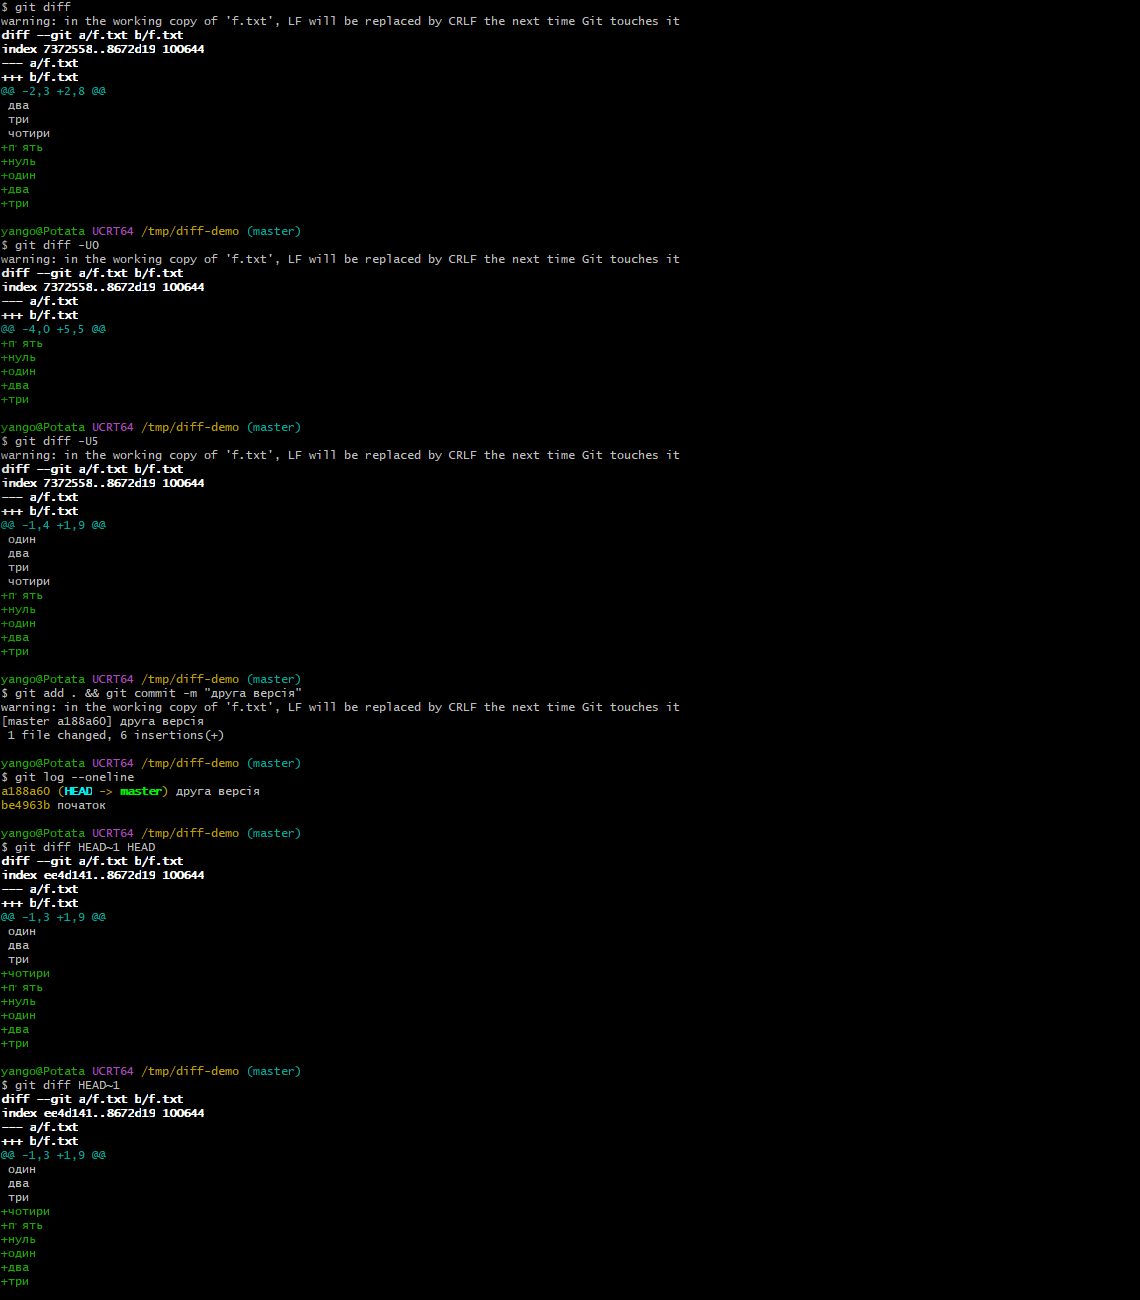 $ git diff
warning: in the working copy of 'f.txt', LF will be replaced by CRLF the next time Git touches it
diff --git a/f.txt b/f.txt
index 7372558..8672d19 100644
--- a/f.txt
+++ b/f.txt
@@ -2,3 +2,8 @@
 два
 три
 чотири
+пʼять
+нуль
+один
+два
+три

yango@Potata UCRT64 /tmp/diff-demo (master)
$ git diff -U0
warning: in the working copy of 'f.txt', LF will be replaced by CRLF the next time Git touches it
diff --git a/f.txt b/f.txt
index 7372558..8672d19 100644
--- a/f.txt
+++ b/f.txt
@@ -4,0 +5,5 @@
+пʼять
+нуль
+один
+два
+три

yango@Potata UCRT64 /tmp/diff-demo (master)
$ git diff -U5
warning: in the working copy of 'f.txt', LF will be replaced by CRLF the next time Git touches it
diff --git a/f.txt b/f.txt
index 7372558..8672d19 100644
--- a/f.txt
+++ b/f.txt
@@ -1,4 +1,9 @@
 один
 два
 три
 чотири
+пʼять
+нуль
+один
+два
+три

yango@Potata UCRT64 /tmp/diff-demo (master)
$ git add . && git commit -m "друга версія"
warning: in the working copy of 'f.txt', LF will be replaced by CRLF the next time Git touches it
[master a188a60] друга версія
 1 file changed, 6 insertions(+)

yango@Potata UCRT64 /tmp/diff-demo (master)
$ git log --oneline
a188a60 (HEAD -> master) друга версія
be4963b початок

yango@Potata UCRT64 /tmp/diff-demo (master)
$ git diff HEAD~1 HEAD
diff --git a/f.txt b/f.txt
index ee4d141..8672d19 100644
--- a/f.txt
+++ b/f.txt
@@ -1,3 +1,9 @@
 один
 два
 три
+чотири
+пʼять
+нуль
+один
+два
+три

yango@Potata UCRT64 /tmp/diff-demo (master)
$ git diff HEAD~1
diff --git a/f.txt b/f.txt
index ee4d141..8672d19 100644
--- a/f.txt
+++ b/f.txt
@@ -1,3 +1,9 @@
 один
 два
 три
+чотири
+пʼять
+нуль
+один
+два
+три